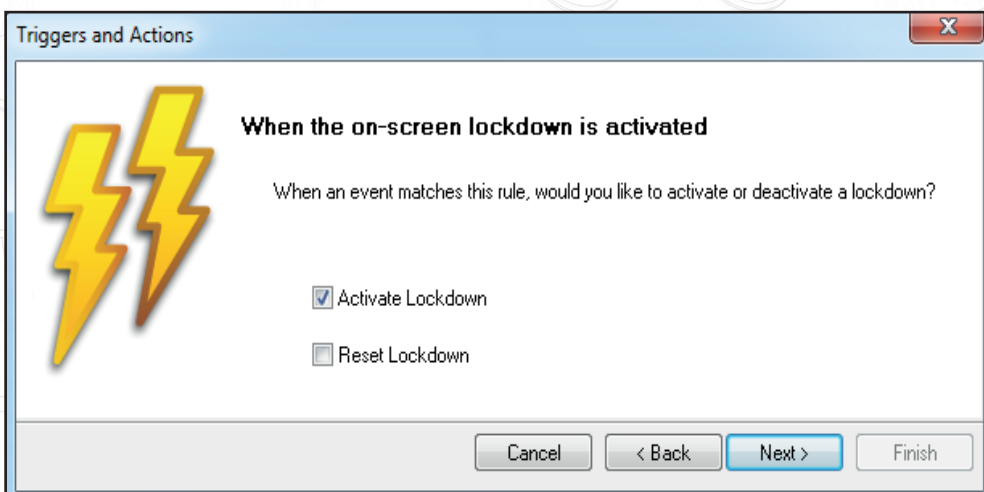 Triggers and Actions
When the on-screen lockdown is activated
When an event matches this rule, would you like to activate or deactivate a lockdown?
Activate Lockdown
Reset Lockdown
Cancel
< Back
Next >
Finish